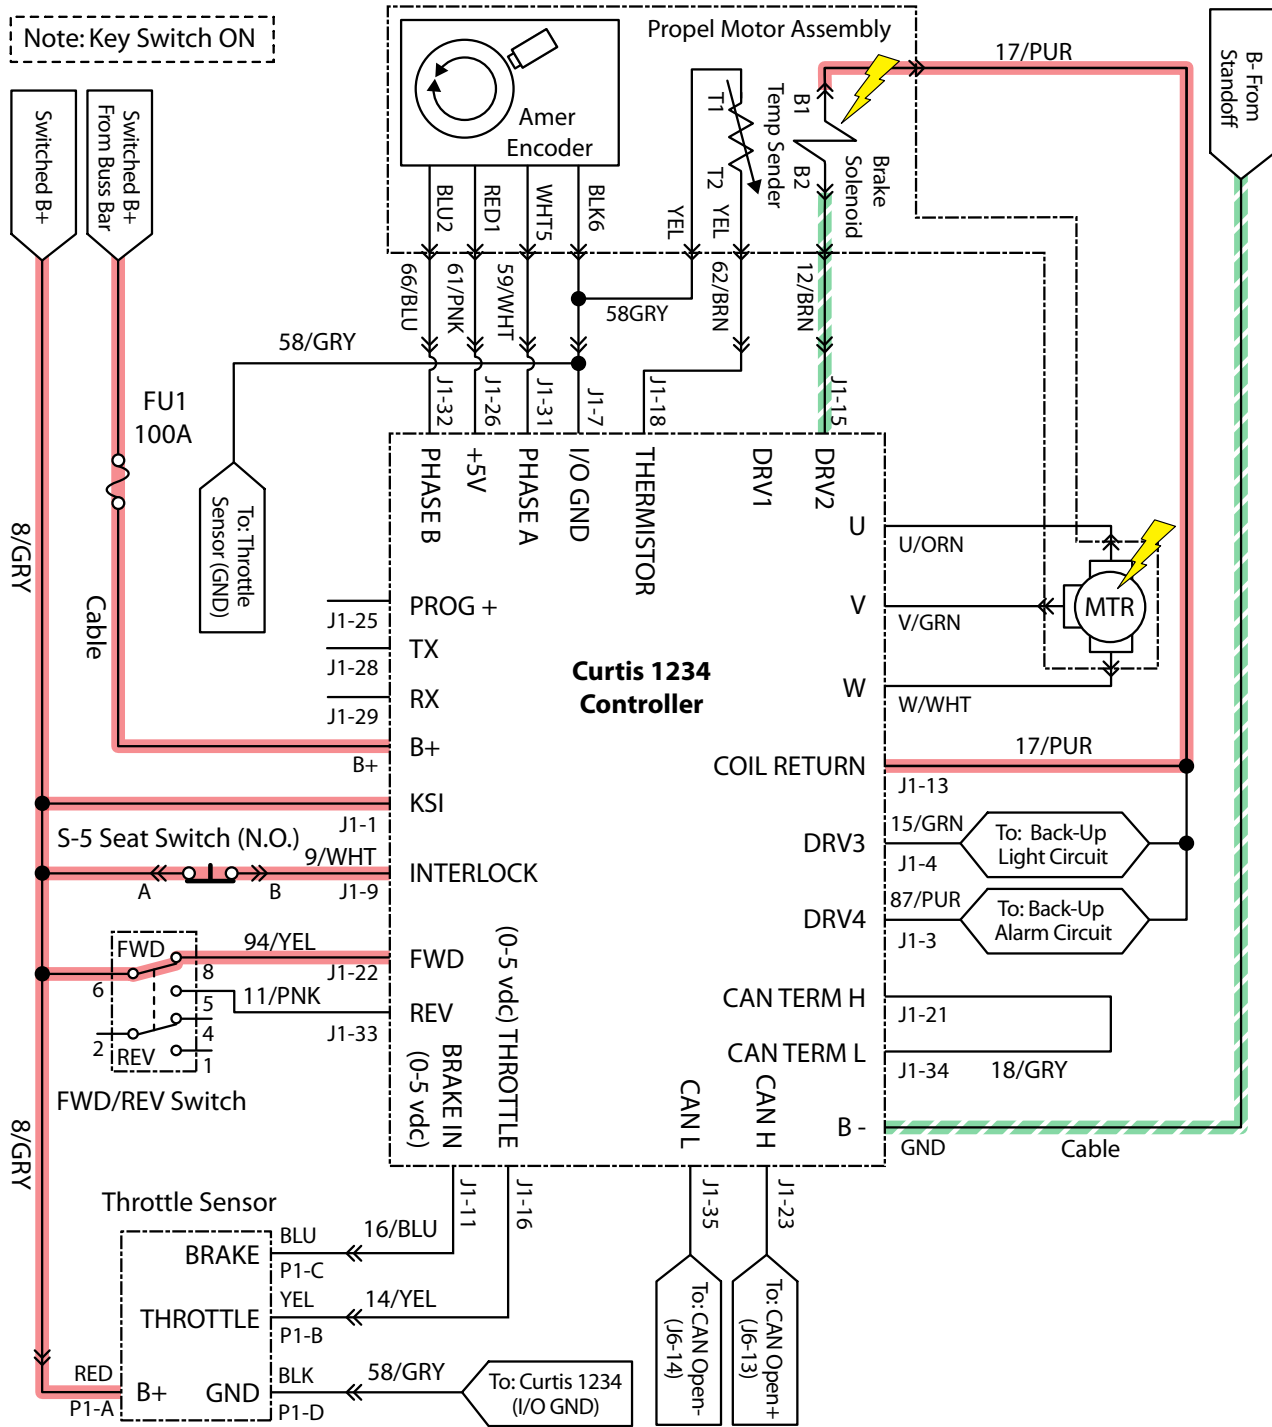 Note: Key Switch ON
Propel Motor Assembly
17/PUR
B- From
Standoff
Switched B+
Switched B+
From Buss Bar
Amer
Encoder
T1
T2
Temp Sender
B1
B2
Brake
Solenoid
BLU2
RED1
WHT5
BLK6
YEL
YEL
66/BLU
61/PNK
59/WHT
58GRY
62/BRN
12/BRN
58/GRY
J1-32
J1-26
J1-31
J1-7
J1-18
J1-15
FU1
100A
PHASE B
+5V
PHASE A
I/O GND
THERMISTOR
DRV1
DRV2
To: Throttle
Sensor (GND)
8/GRY
Cable
U
U/ORN
V
V/GRN
W
W/WHT
MTR
PROG +
J1-25
TX
J1-28
RX
J1-29
B+
B+
Curtis 1234
Controller
COIL RETURN
17/PUR
J1-13
KSI
J1-1
S-5 Seat Switch (N.O.)
9/WHT
A
B
J1-9
INTERLOCK
DRV3
15/GRN
J1-4
To: Back-Up
Light Circuit
DRV4
87/PUR
J1-3
To: Back-Up
Alarm Circuit
FWD
94/YEL
6
8
J1-22
FWD
11/PNK
5
REV
J1-33
4
2
REV
1
FWD/REV Switch
(0-5 vdc) THROTTLE
BRAKE IN
(0-5 vdc)
CAN TERM H
J1-21
CAN TERM L
J1-34
18/GRY
CAN L
CAN H
B -
GND
Cable
8/GRY
J1-11
J1-16
J1-35
J1-23
Throttle Sensor
BRAKE
BLU
16/BLU
P1-C
THROTTLE
YEL
14/YEL
P1-B
RED
P1-A
B+
GND
BLK
58/GRY
P1-D
To: Curtis 1234
(I/O GND)
To: CAN Open-
(J6-14)
To: CAN Open+
(J6-13)